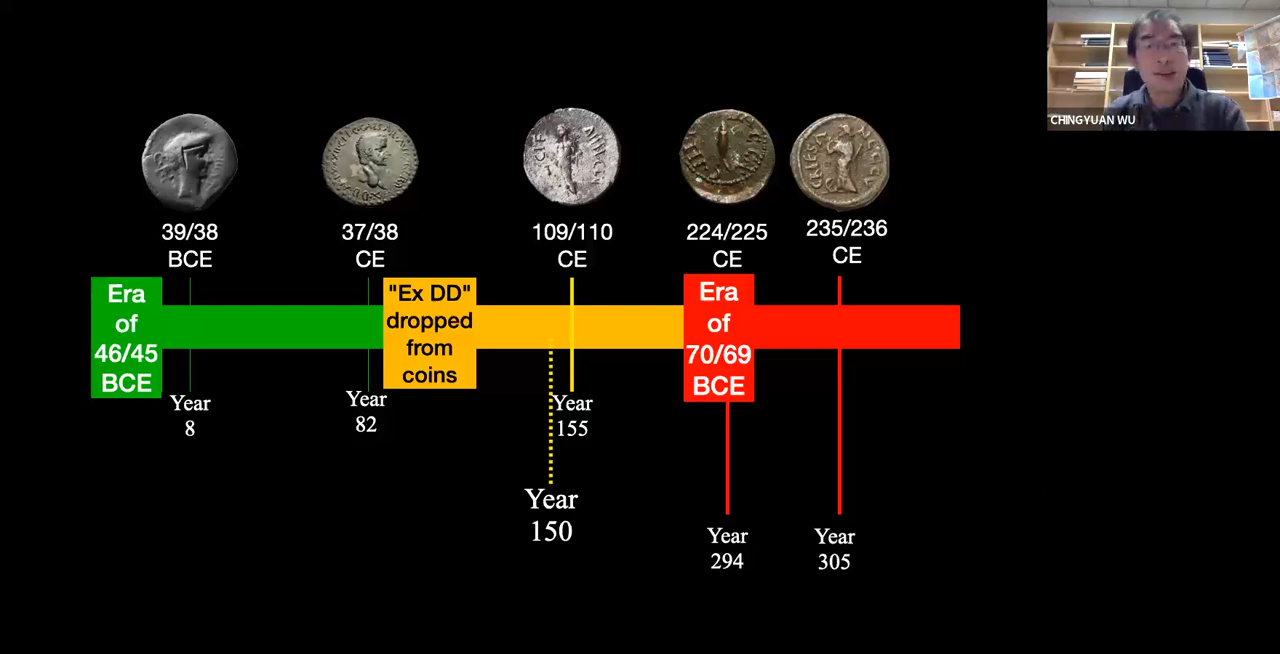 CHINGYUAN WU
39/38
BCE
37/38
CE
109/110
CE
224/225
CE
235/236
CE
Era
of
46/45
BCE
"Ex DD"
dropped
from
coins
Era
of
70/69
BCE
Year
8
Year
82
Year
155
Year
150
Year
294
Year
305